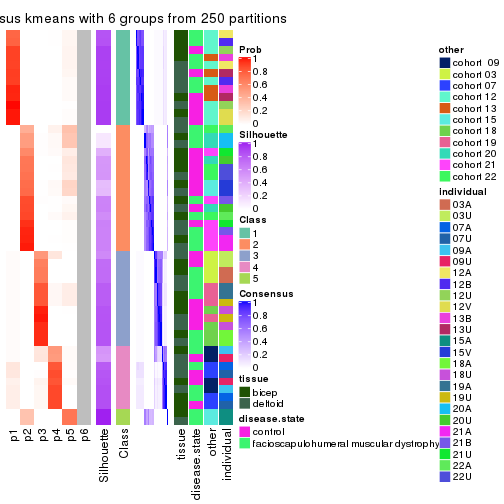 sus kmeans with 6 groups from 250 partitions
Prob
1
0.8
0.6
0.4
0.2
0
Silhouette
1
0.8
0.6
0.4
0.2
0
Class
1
2
3
4
5
Consensus
1
0.8
0.6
0.4
0.2
0
tissue
bicep
deltoid
disease.state
control
facioscapulohumeral muscular dystrophy
other
cohort 09
cohort 03
cohort 07
cohort 12
cohort 13
cohort 15
cohort 18
cohort 19
cohort 20
cohort 21
cohort 22
individual
03A
03U
07A
07U
09A
09U
12A
12B
12U
12V
13B
13U
15A
15V
18A
18U
19A
19U
20A
20U
21A
21B
21U
22A
22U
p1
p2
p3
p4
p5
p6
Silhouette
Class
tissue
disease.state
other
individual